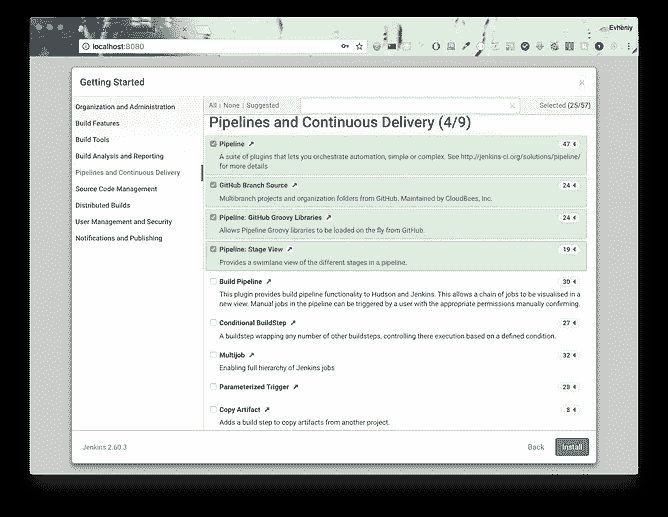 Evheniy
localhost:8080
Getting Started
Organization and Administration
Build Features
Build Tools
Build Analysis and Reporting
Pipelines and Continuous Delivery
Source Code Management
Distributed Builds
User Management and Security
Notifications and Publishing
All | None | Suggested
Selected (25/57)
Pipelines and Continuous Delivery (4/9)
Pipeline 47
A suite of plugins that lets you orchestrate automation, simple or complex. See http://jenkins-ci.org/solutions/pipeline/
for more details
GitHub Branch Source 24
Multibranch projects and organization folders from GitHub. Maintained by CloudBees, Inc.
Pipeline: GitHub Groovy Libraries 24
Allows Pipeline Groovy libraries to be loaded on the fly from GitHub.
Pipeline: Stage View 19
Provides a swimlane view of the different stages in a pipeline.
Build Pipeline 30
This plugin provides build pipeline functionality to Hudson and Jenkins. This allows a chain of jobs to be visualised in a
new view. Manual jobs in the pipeline can be triggered by a user with the appropriate permissions manually confirming.
Conditional BuildStep 27
A buildstep wrapping any number of other buildsteps, controlling there execution based on a defined condition.
Multijob 32
Enabling full hierarchy of Jenkins jobs
Parameterized Trigger 28
Copy Artifact 8
Adds a build step to copy artifacts from another project.
Jenkins 2.60.3
Back
Install